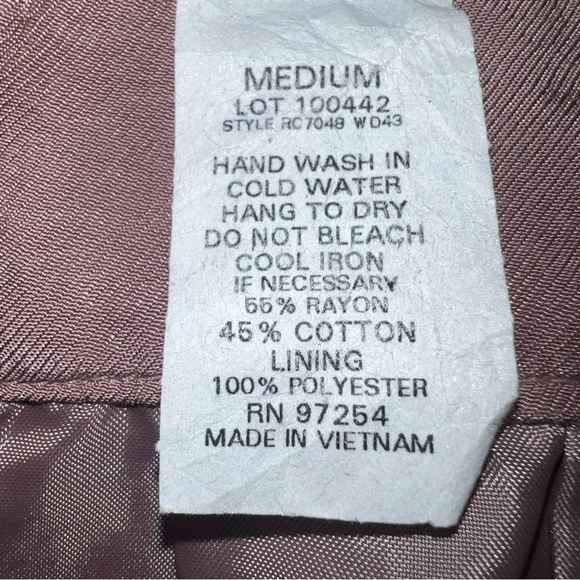 MEDIUM
LOT 100442
STYLE RC7048 WD43
HAND WASH IN
COLD WATER
HANG TO DRY
DO NOT BLEACH
COOL IRON
IF NECESSARY
55% RAYON
45% COTTON
LINING
100% POLYESTER
RN 97254
MADE IN VIETNAM